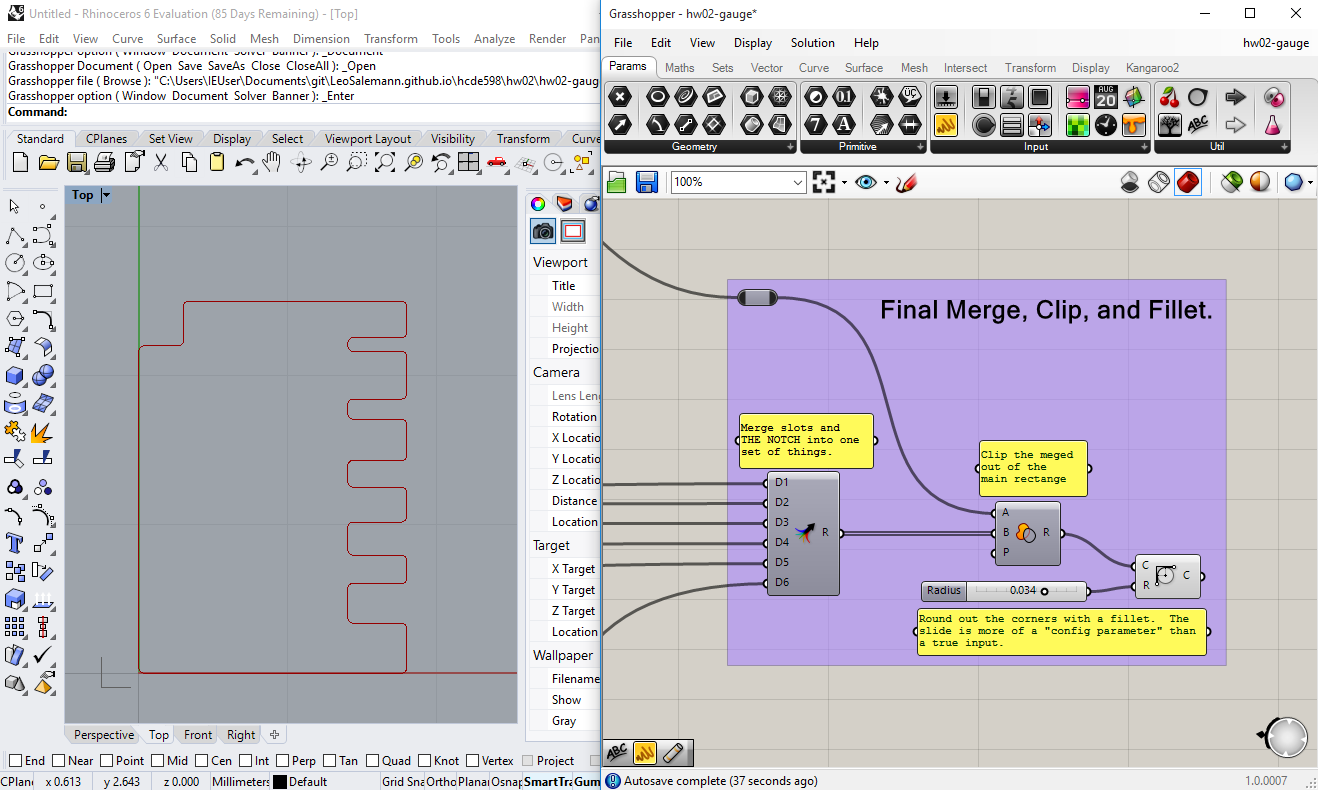 Untitled - Rhinoceros 6 Evaluation (85 Days Remaining) - [Top]
File Edit View Curve Surface Solid Mesh Dimension Transform Tools Analyze Render Pan
Grasshopper option ( Window Document Solver Banner ): _Document
Grasshopper Document ( Open Save SaveAs Close CloseAll ): _Open
Grasshopper file ( Browse ): "C:\Users\IEUser\Documents\git\LeoSalemann.github.io\hcde598\hw02\hw02-gaug
Grasshopper option ( Window Document Solver Banner ): _Enter
Command:
Standard CPlanes Set View Display Select Viewport Layout Visibility Transform Curve
Top
Viewport
Title
Width
Height
Projectio
Camera
Lens Leng
Rotation
X Locatio
Y Locatio
Z Locatio
Distance
Location
Target
X Target
Y Target
Z Target
Location
Wallpaper
Filename
Show
Gray
Perspective Top Front Right
End Near Point Mid Cen Int Perp Tan Quad Knot Vertex Project
CPlane x 0.613 y 2.643 z 0.000 Millimeters Default Grid Sna Ortho Planar Osnap SmartTra Gum
Grasshopper - hw02-gauge*
File Edit View Display Solution Help
hw02-gauge
Params Maths Sets Vector Curve Surface Mesh Intersect Transform Display Kangaroo2
Geometry Primitive Input Util
100%
Final Merge, Clip, and Fillet.
Merge slots and
THE NOTCH into one
set of things.
D1
D2
D3
D4
D5
D6
R
Clip the meged
out of the
main rectange
A
B
P
R
C
R
C
Radius 0.034
Round out the corners with a fillet. The
slide is more of a "config parameter" than
a true input.
Autosave complete (37 seconds ago)
1.0.0007